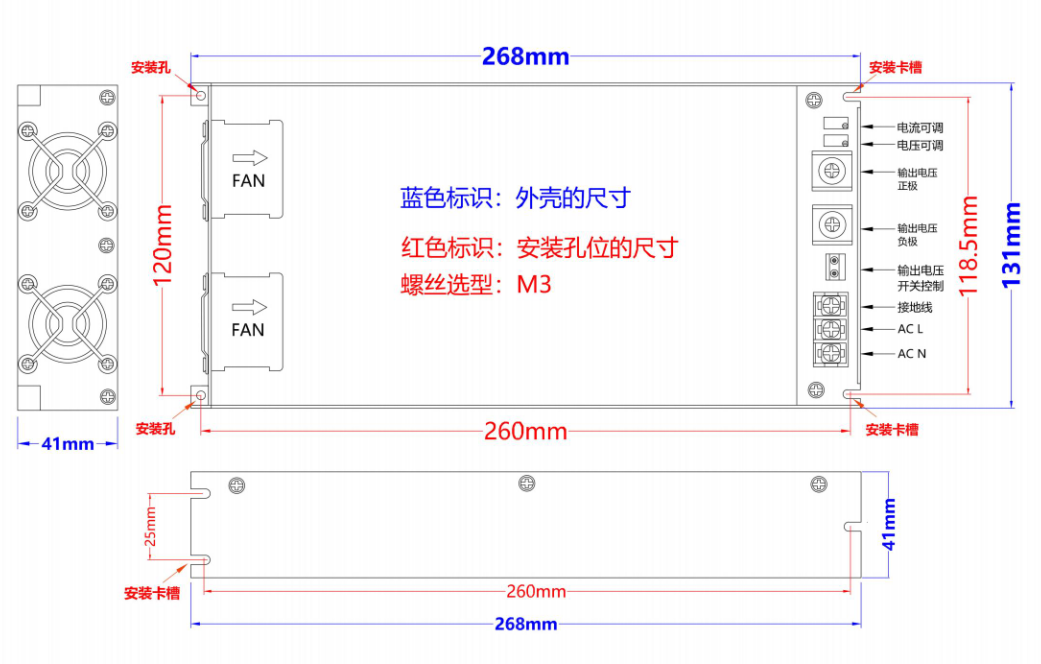 268mm
安装孔
安装卡槽
电流可调
电压可调
FAN
输出电压
正极
蓝色标识：外壳的尺寸
120mm
118.5mm
131mm
输出电压
负极
红色标识：安装孔位的尺寸
输出电压
开关控制
螺丝选型：M3
接地线
FAN
AC L
AC N
安装孔
260mm
安装卡槽
41mm
25mm
41mm
安装卡槽
260mm
268mm